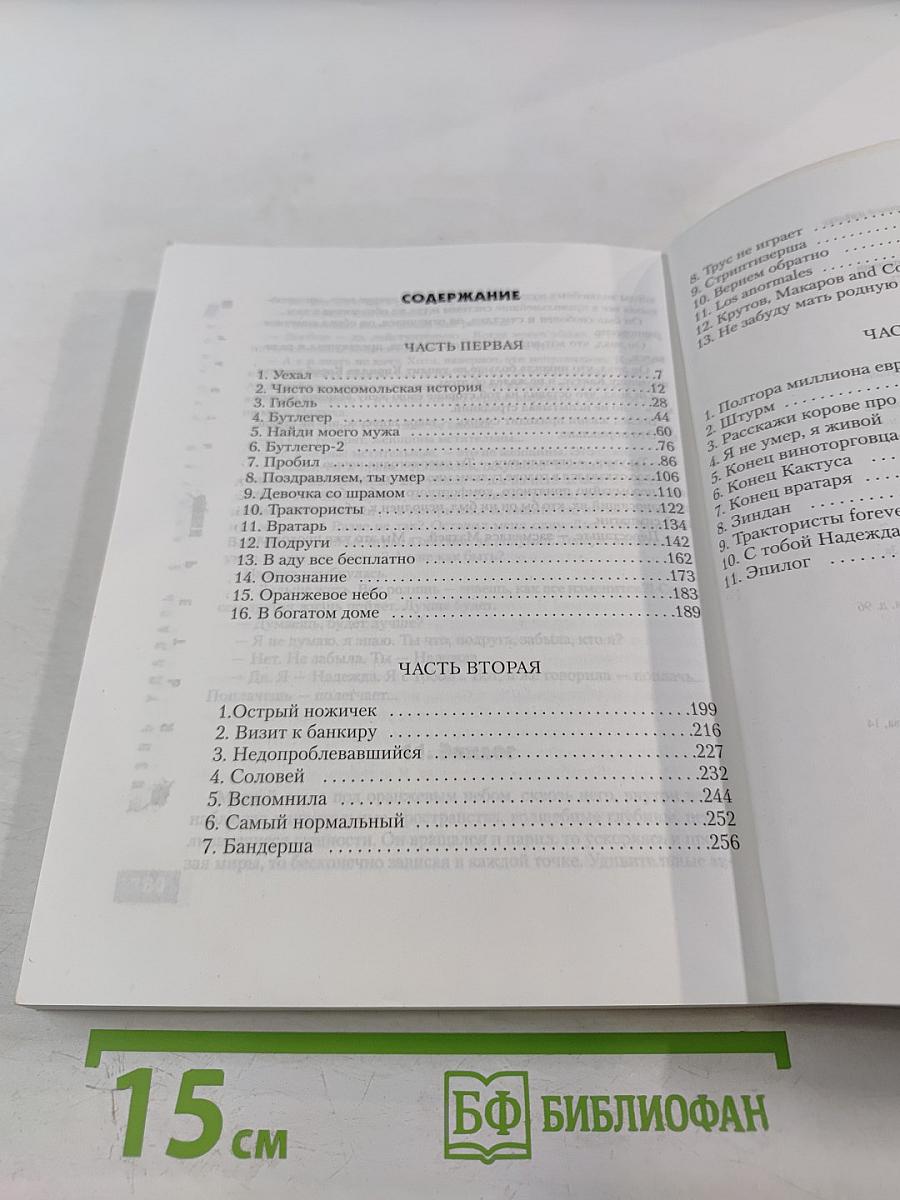 СОДЕРЖАНИЕ
ЧАСТЬ ПЕРВАЯ
1. Уехал ........ 7
2. Чисто комсомольская история ........ 12
3. Гибель ........ 28
4. Бутлегер ........ 44
5. Найди моего мужа ........ 60
6. Бутлегер-2 ........ 76
7. Пробил ........ 86
8. Поздравляем, ты умер ........ 106
9. Девочка со шрамом ........ 110
10. Трактористы ........ 122
11. Вратарь ........ 134
12. Подруги ........ 142
13. В аду все бесплатно ........ 162
14. Опознание ........ 173
15. Оранжевое небо ........ 183
16. В богатом доме ........ 189
ЧАСТЬ ВТОРАЯ
1.Острый ножичек ........ 199
2. Визит к банкиру ........ 216
3. Недопроблевавшийся ........ 227
4. Соловей ........ 232
5. Вспомнила ........ 244
6. Самый нормальный ........ 252
7. Бандерша ........ 256
8. Трус не играет ........
9. Стриптизерша ........
10. Вернем обратно ........
11. Los anormales ........
12. Крутов, Макаров and Co
13. Не забуду мать родную
ЧАС
1. Полтора миллиона евр
2. Штурм ........
3. Расскажи корове про
4. Я не умер, я живой
5. Конец виноторговца
6. Конец Кактуса ........
7. Конец вратаря ........
8. Зиндан ........
9. Трактористы foreve
10. С тобой Надежда
11. Эпилог ........
15 см
БФ БИБЛИОФАН